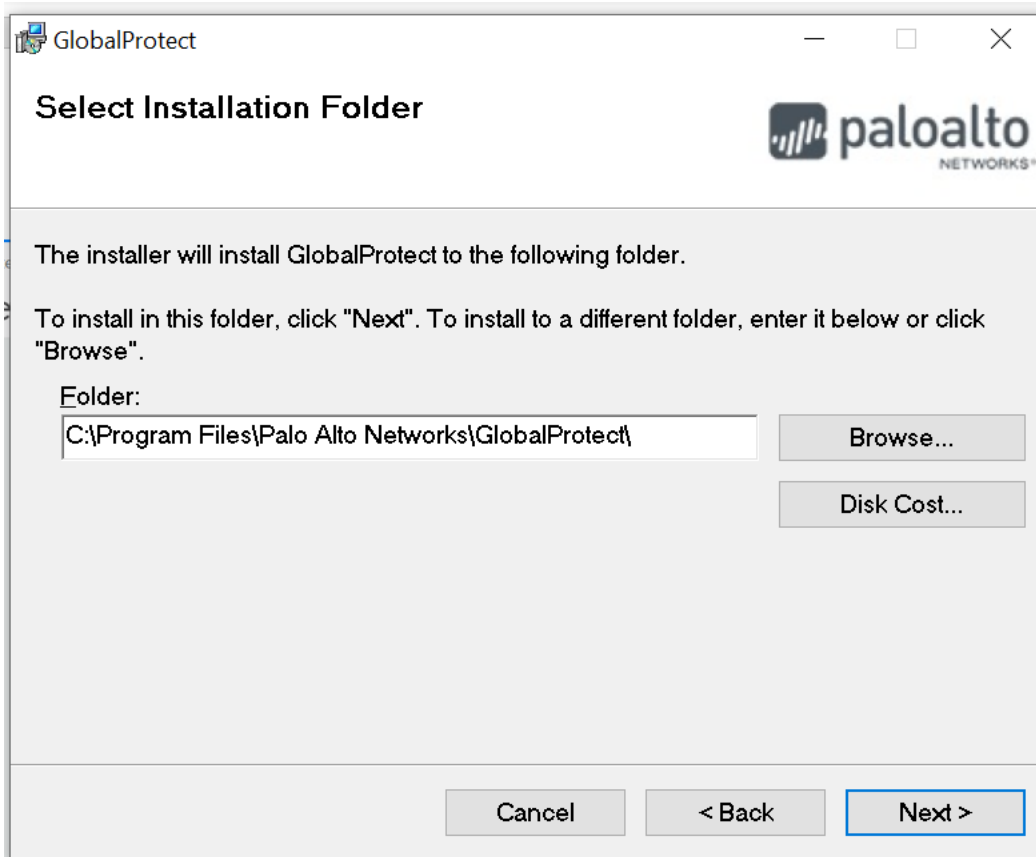 GlobalProtect
Select Installation Folder
paloalto
NETWORKS®
The installer will install GlobalProtect to the following folder.
To install in this folder, click "Next". To install to a different folder, enter it below or click
"Browse".
Folder:
C:\Program Files\Palo Alto Networks\GlobalProtect\
Browse...
Disk Cost...
Cancel
< Back
Next >